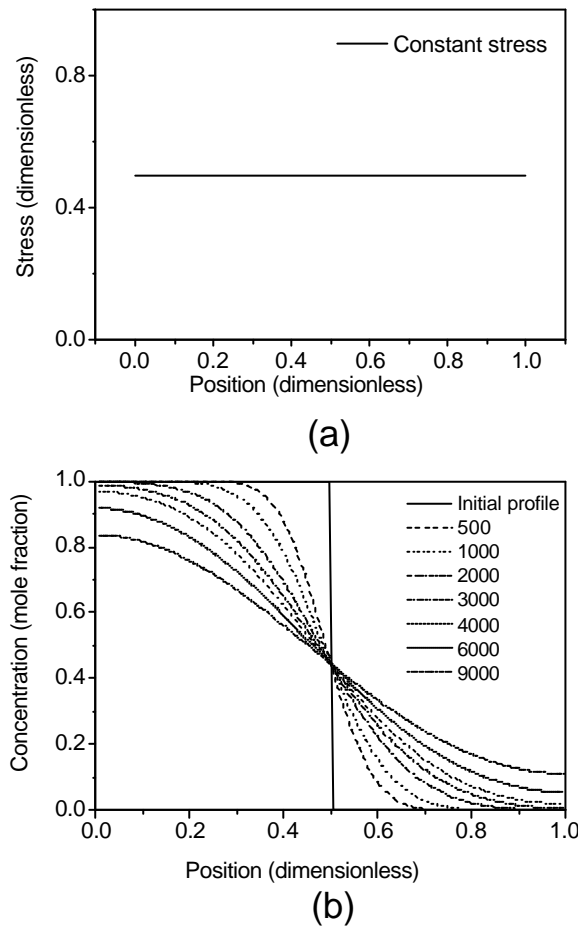 Constant stress
Stress (dimensionless)
0.8
0.4
0.0
0.0 0.2 0.4 0.6 0.8 1.0
Position (dimensionless)
(a)
Concentration (mole fraction)
1.0
0.8
0.6
0.4
0.2
0.0
Initial profile
500
1000
2000
3000
4000
6000
9000
0.0 0.2 0.4 0.6 0.8 1.0
Position (dimensionless)
(b)